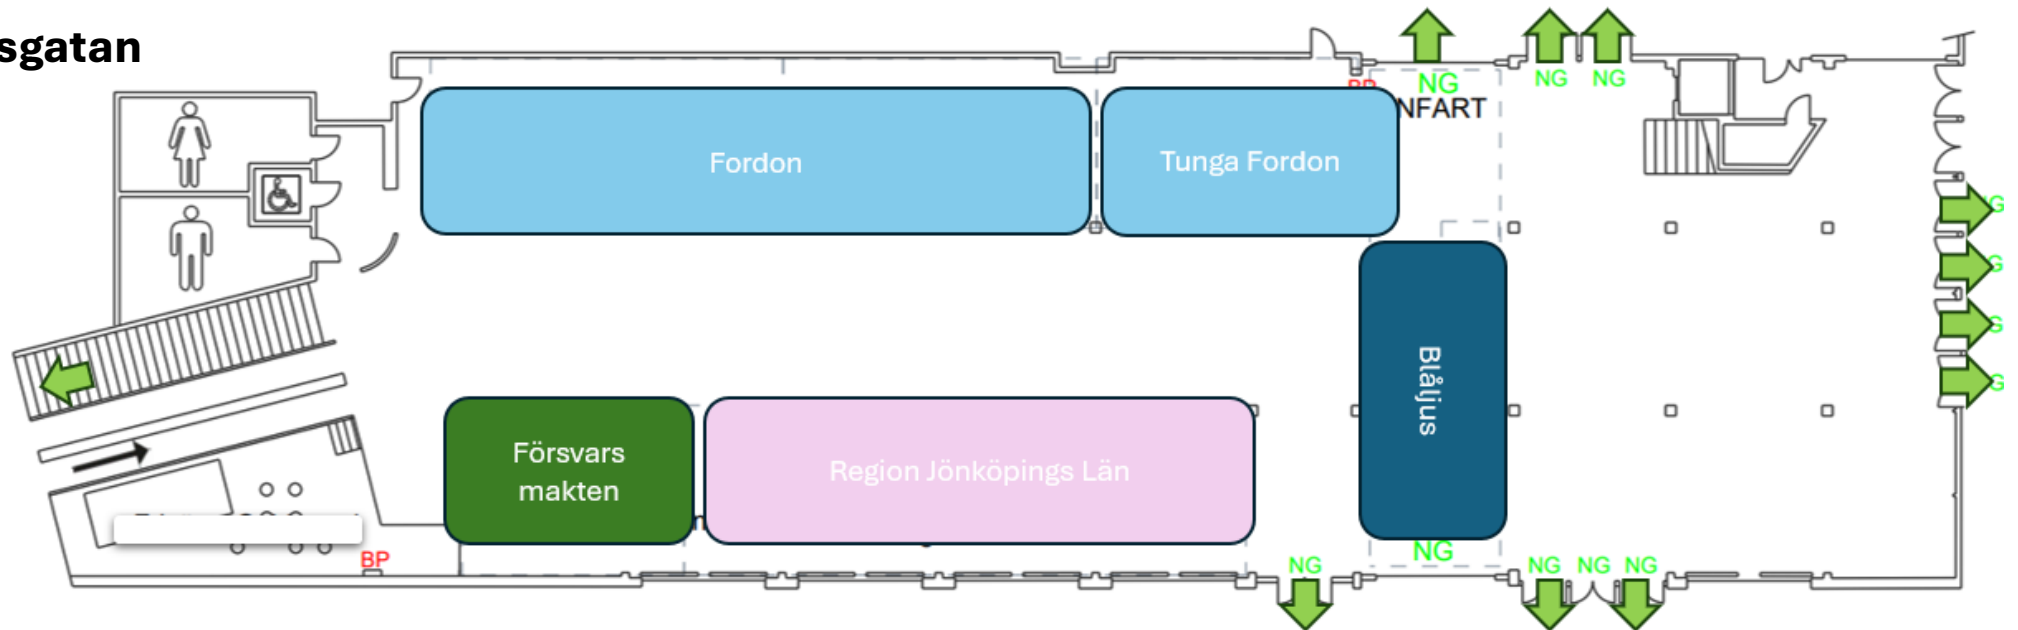 sgatan
NG
NG
NG
NFART
Fordon
Tunga Fordon
Blåljus
Försvars
makten
Region Jönköpings Län
BP
NG
NG
NG
NG
NG